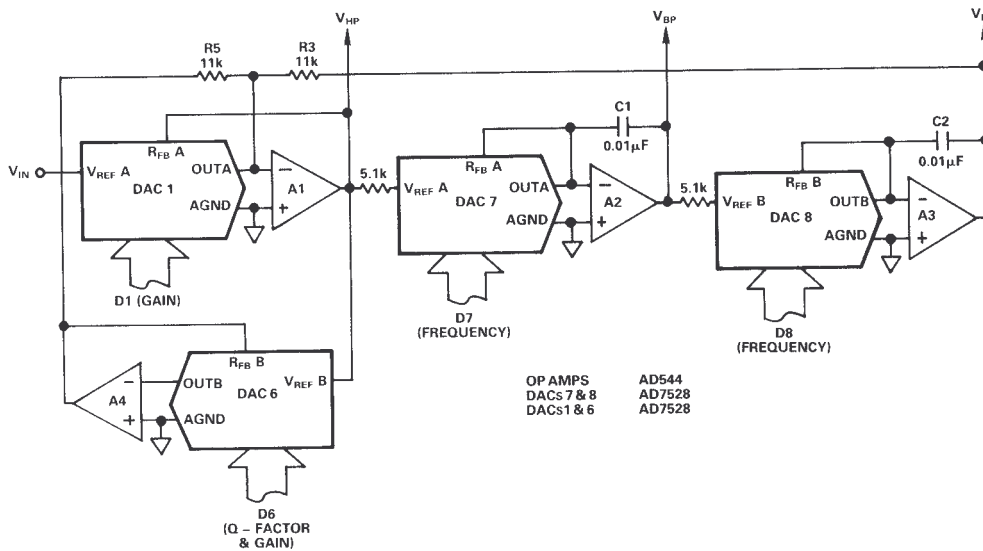 V_HP
V_BP
R5
11k
R3
11k
C1
0.01µF
C2
0.01µF
V_IN
V_REF A
R_FB A
DAC 1
OUTA
AGND
−
+
A1
5.1k
V_REF A
R_FB A
DAC 7
OUTA
AGND
−
+
A2
5.1k
V_REF B
R_FB B
DAC 8
OUTB
AGND
−
+
A3
D1 (GAIN)
D7
(FREQUENCY)
D8
(FREQUENCY)
A4
−
+
OUTB
AGND
R_FB B
DAC 6
V_REF B
D6
(Q – FACTOR
& GAIN)
OP AMPS AD544
DACs 7 & 8 AD7528
DACs1 & 6 AD7528